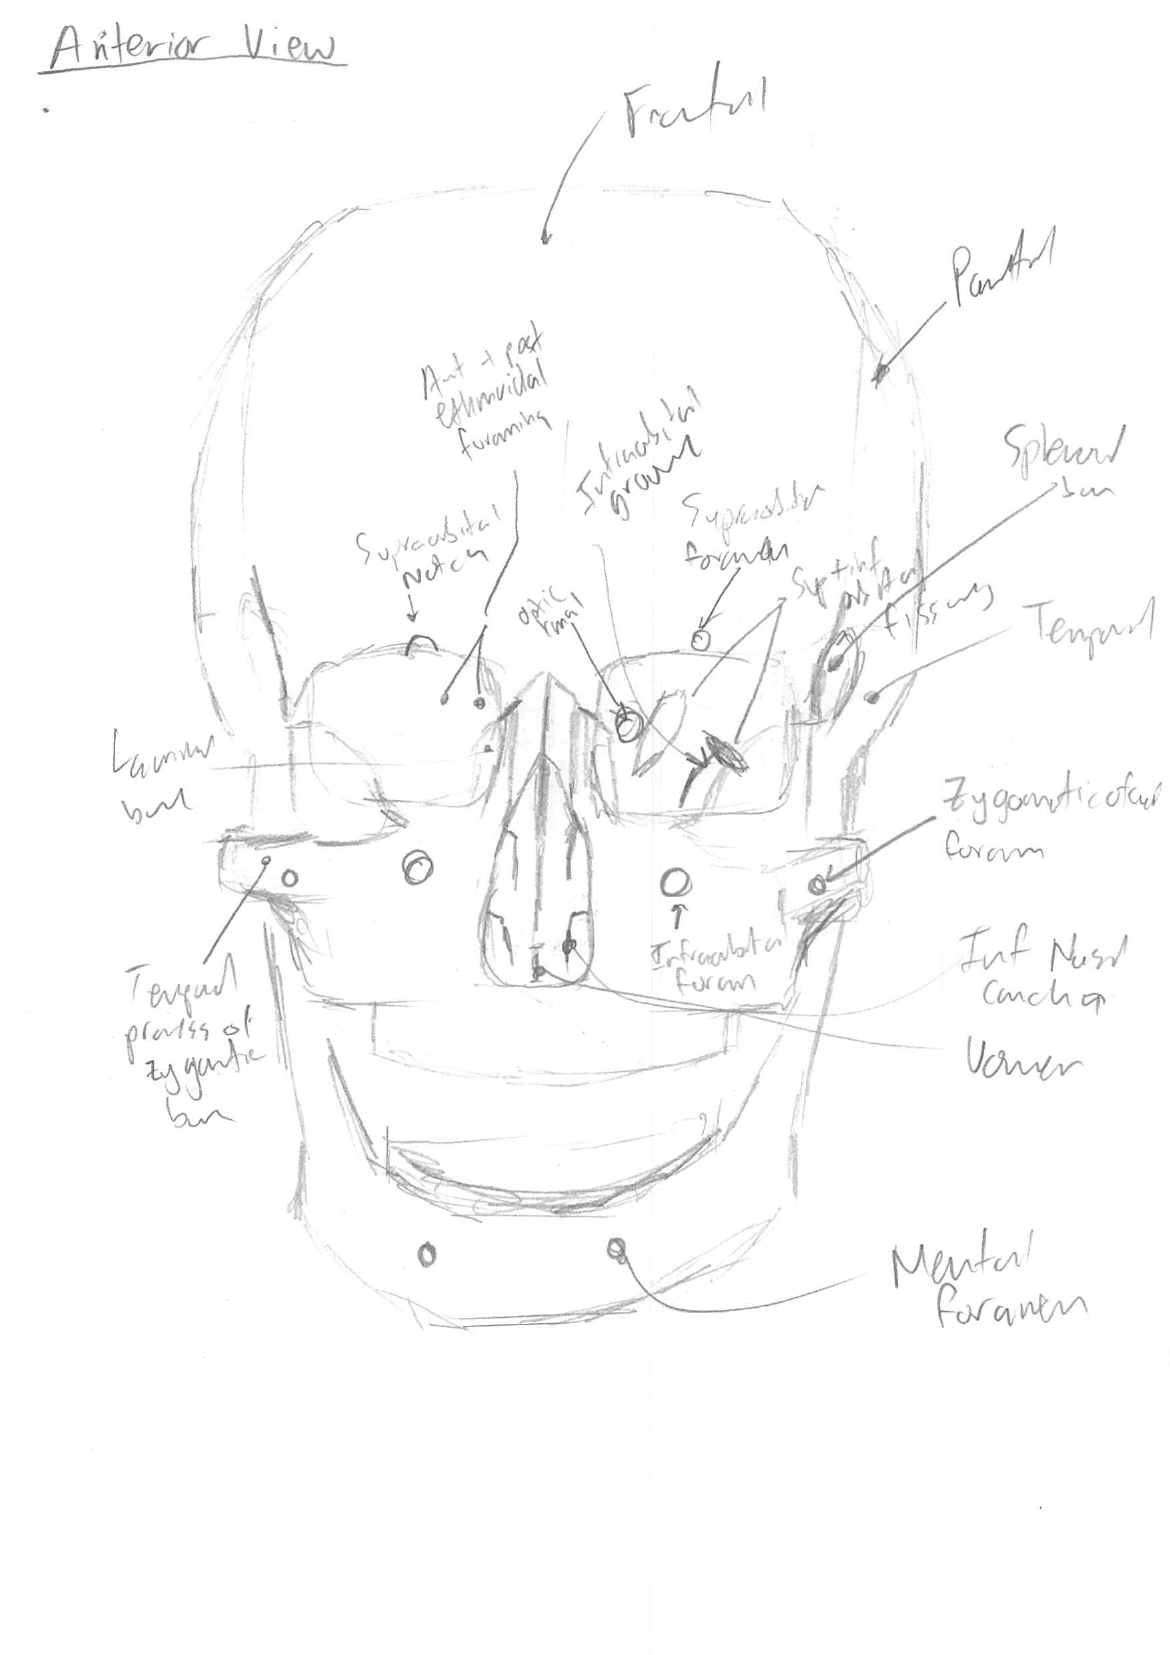 Anterior View
Frontal
Parietal
Ant + post
ethmoidal
foramina
Infraorbital
groove
Sphenoid
bon
Supraorbital
notch
Supraorbital
foramen
Sup + inf
orbital
fissures
optic
canal
Temporal
Lacrimal
bone
Zygomaticofacial
foramen
Infraorbital
foramen
Temporal
process of
zygomatic
bone
Inf Nasal
Concha
Vomer
Mental
foramen